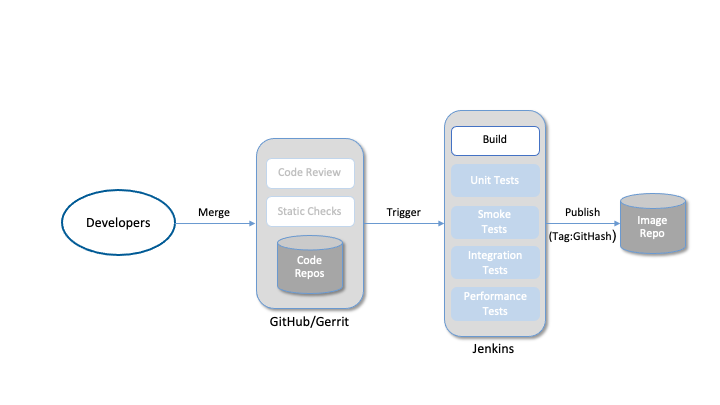 Developers
Merge
Code Review
Static Checks
Code
Repos
GitHub/Gerrit
Trigger
Build
Unit Tests
Smoke
Tests
Integration
Tests
Performance
Tests
Jenkins
Publish
(Tag:GitHash)
Image
Repo